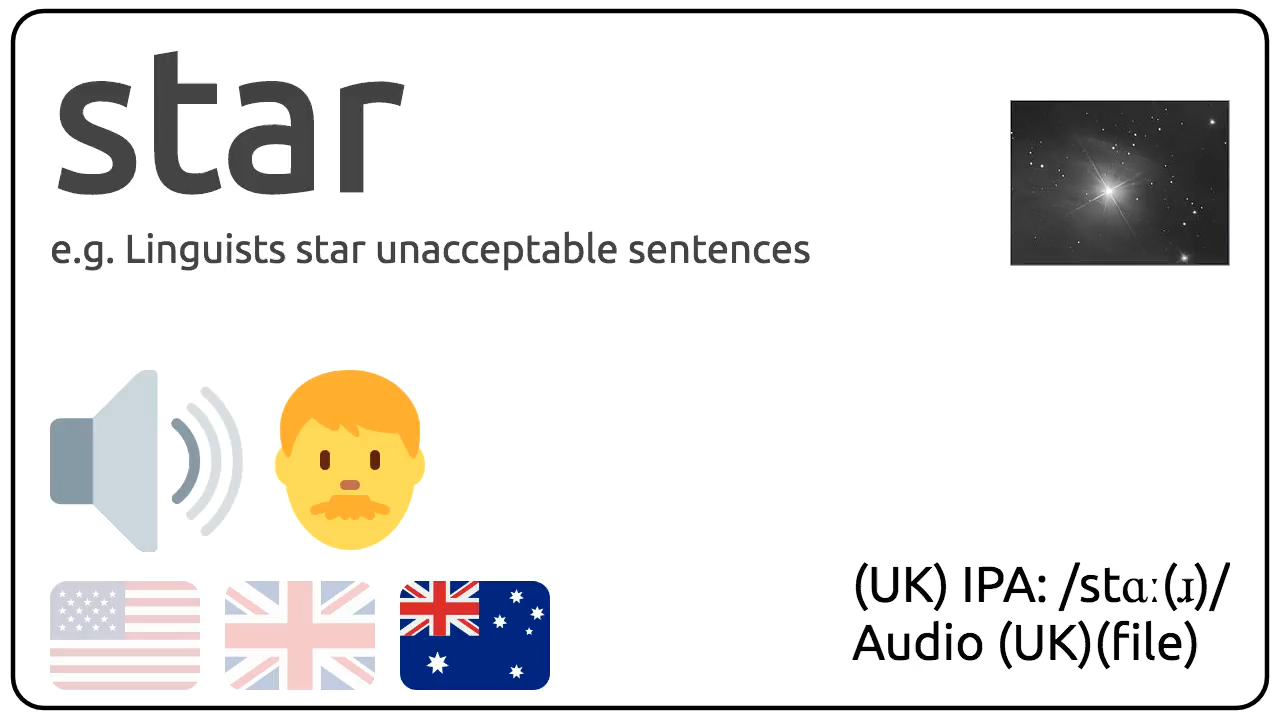 star
e.g. Linguists star unacceptable sentences
(UK) IPA: /stɑː(ɹ)/
Audio (UK)(file)